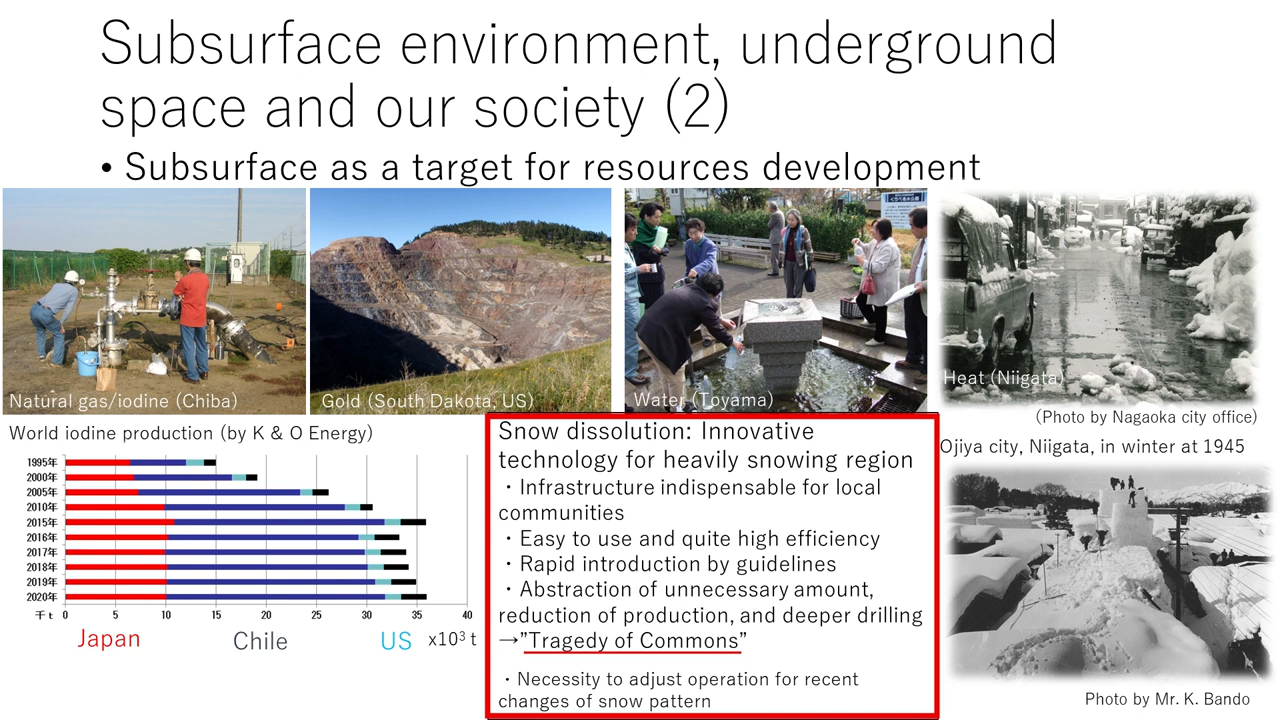 Subsurface environment, underground
space and our society (2)
• Subsurface as a target for resources development
Natural gas/iodine (Chiba)
Gold (South Dakota, US)
Water (Toyama)
Heat (Niigata)
(Photo by Nagaoka city office)
World iodine production (by K & O Energy)
1995年
2000年
2005年
2010年
2015年
2016年
2017年
2018年
2019年
2020年
千t 0 5 10 15 20 25 30 35 40
Japan Chile US x10³ t
Snow dissolution: Innovative
technology for heavily snowing region
・Infrastructure indispensable for local
communities
・Easy to use and quite high efficiency
・Rapid introduction by guidelines
・Abstraction of unnecessary amount,
reduction of production, and deeper drilling
→”Tragedy of Commons”
・Necessity to adjust operation for recent
changes of snow pattern
Ojiya city, Niigata, in winter at 1945
Photo by Mr. K. Bando